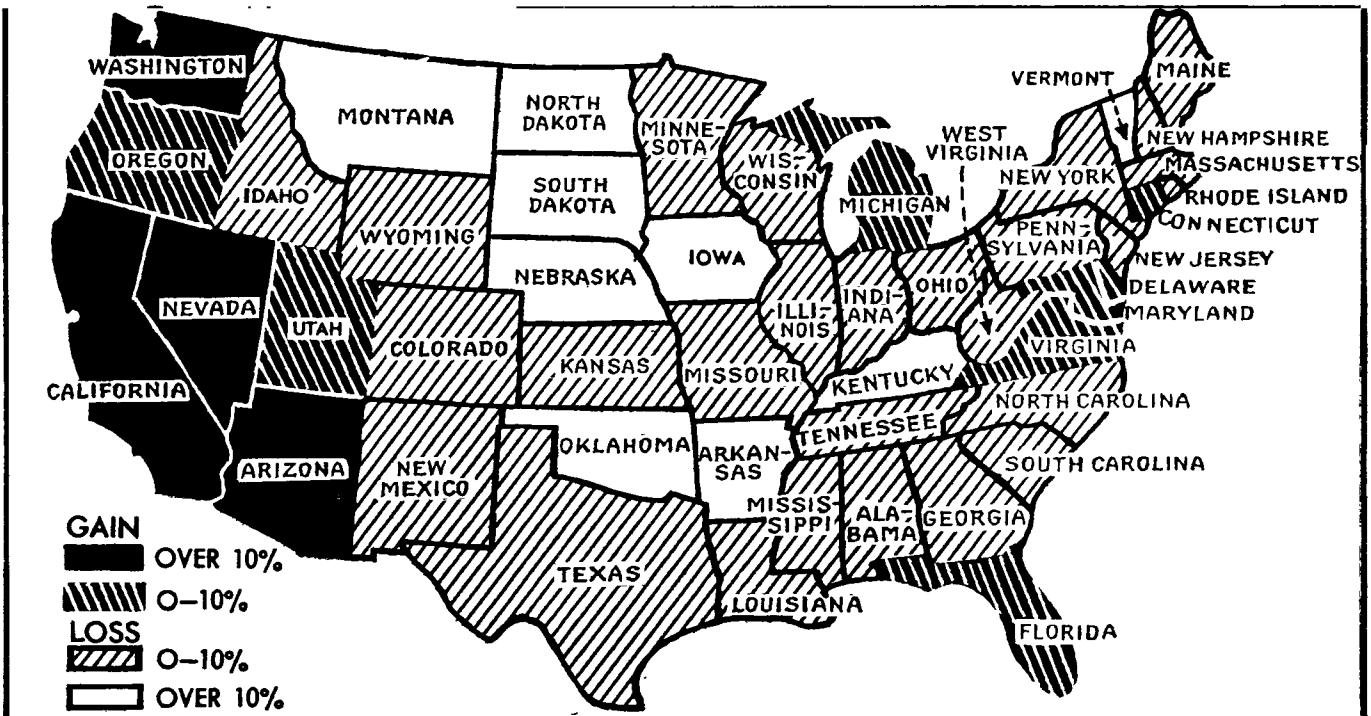 WASHINGTON
MONTANA
NORTH
DAKOTA
MINNE-
SOTA
VERMONT
MAINE
OREGON
IDAHO
SOUTH
DAKOTA
WIS-
CONSIN
WEST
VIRGINIA
NEW HAMPSHIRE
MASSACHUSETTS
NEW YORK
MICHIGAN
RHODE ISLAND
CONNECTICUT
WYOMING
PENN-
SYLVANIA
NEVADA
UTAH
NEBRASKA
IOWA
ILLI-
NOIS
INDI-
ANA
OHIO
NEW JERSEY
DELAWARE
MARYLAND
VIRGINIA
CALIFORNIA
COLORADO
KANSAS
MISSOURI
KENTUCKY
NORTH CAROLINA
ARIZONA
NEW
MEXICO
OKLAHOMA
ARKAN-
SAS
TENNESSEE
SOUTH CAROLINA
MISSIS-
SIPPI
ALA-
BAMA
GEORGIA
TEXAS
LOUISIANA
FLORIDA
GAIN
OVER 10%
0–10%
LOSS
0–10%
OVER 10%